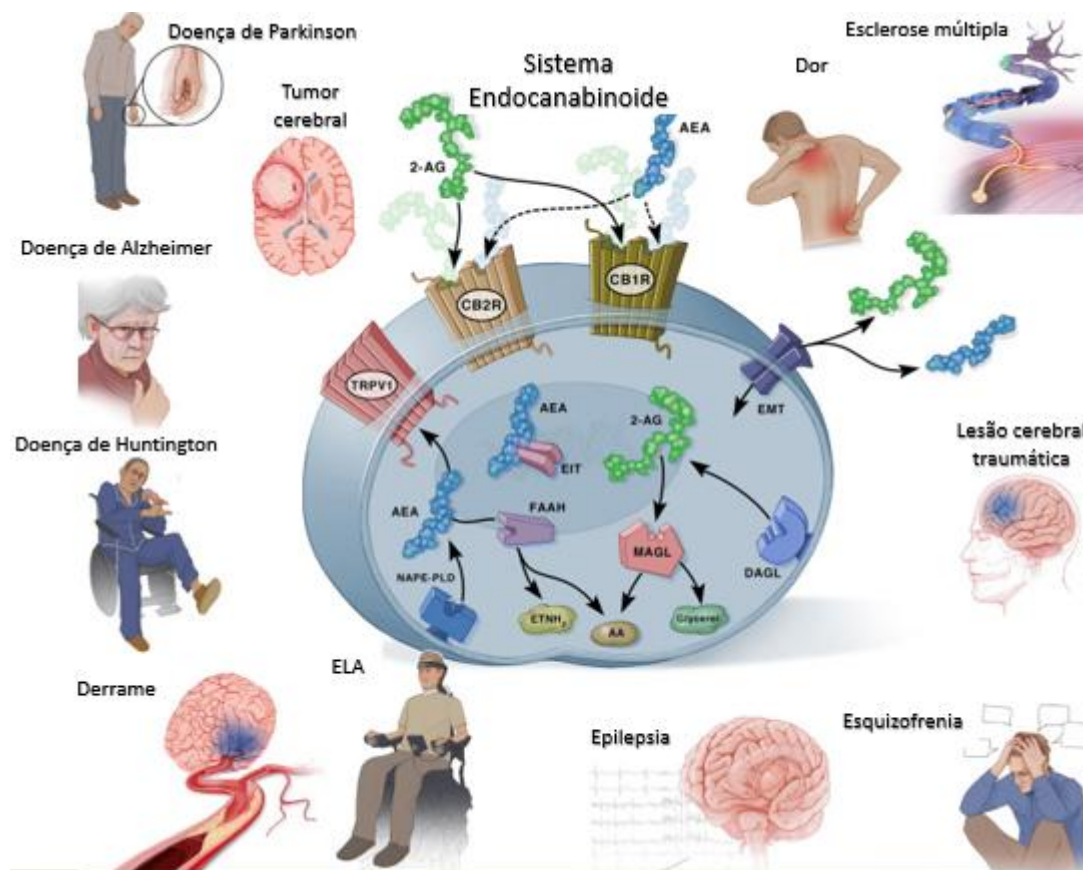 Doença de Parkinson
Tumor
cerebral
Sistema
Endocanabinoide
Dor
Esclerose múltipla
2-AG
AEA
Doença de Alzheimer
CB2R
CB1R
TRPV1
EMT
AEA
EIT
2-AG
Doença de Huntington
AEA
FAAH
NAPE-PLD
MAGL
DAGL
ETNH2
AA
Glycerol
Lesão cerebral
traumática
Derrame
ELA
Epilepsia
Esquizofrenia